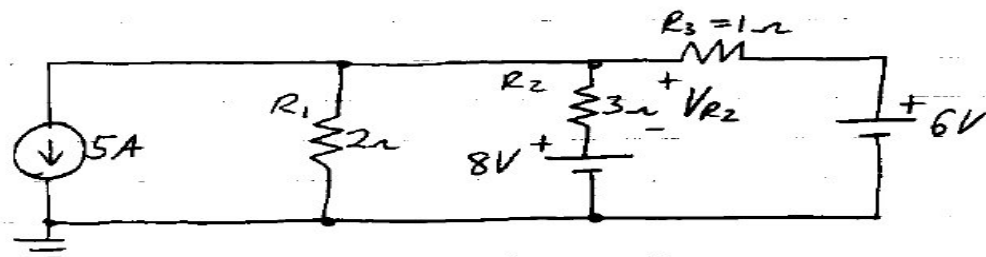 R3 = 1Ω
R1
R2
5A
2Ω
3Ω
+
VR2
-
8V
+
+
6V